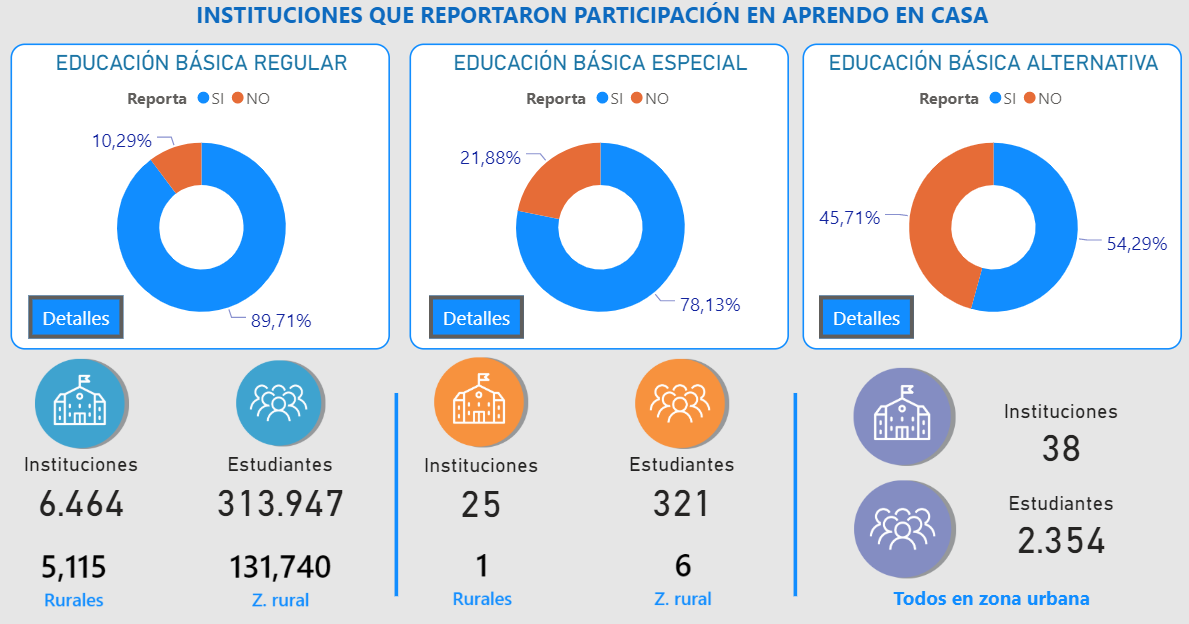 INSTITUCIONES QUE REPORTARON PARTICIPACIÓN EN APRENDO EN CASA
EDUCACIÓN BÁSICA REGULAR
Reporta SI NO
10,29%
89,71%
Detalles
EDUCACIÓN BÁSICA ESPECIAL
Reporta SI NO
21,88%
78,13%
Detalles
EDUCACIÓN BÁSICA ALTERNATIVA
Reporta SI NO
45,71%
54,29%
Detalles
Instituciones
6.464
5,115
Rurales
Estudiantes
313.947
131,740
Z. rural
Instituciones
25
1
Rurales
Estudiantes
321
6
Z. rural
Instituciones
38
Estudiantes
2.354
Todos en zona urbana